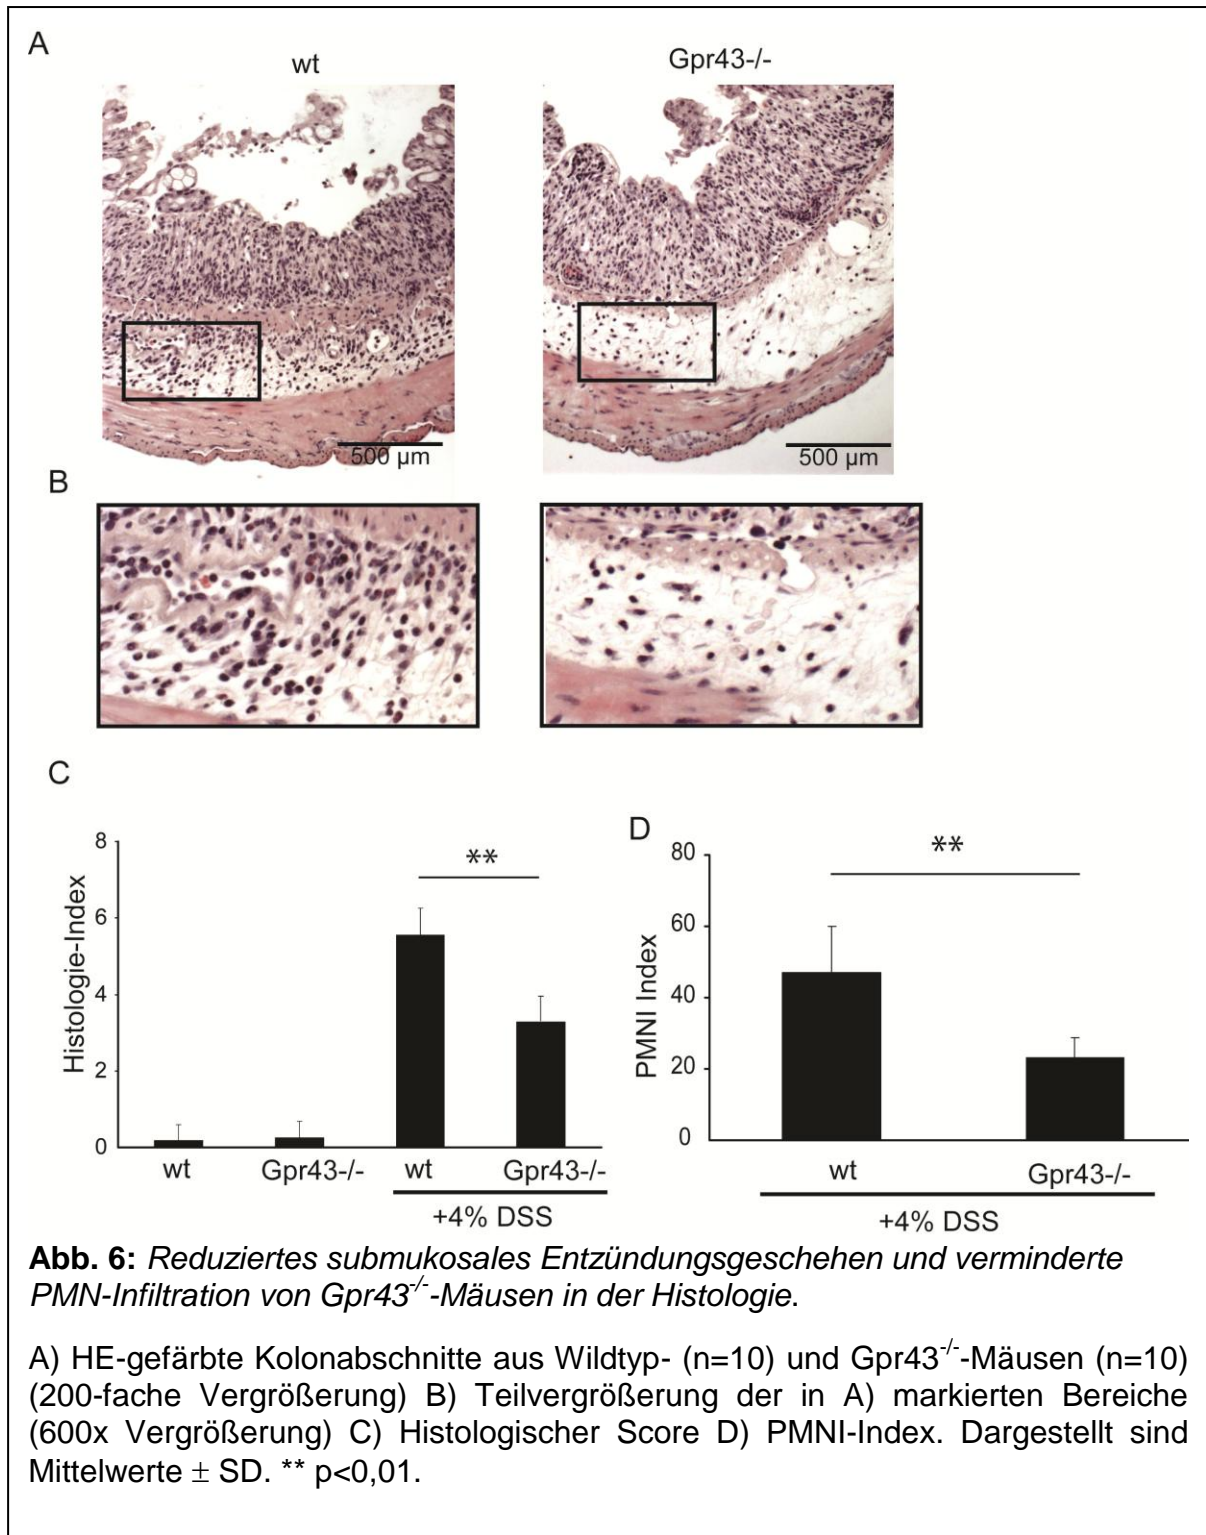 A
wt
Gpr43-/-
500 µm
500 µm
B
C
D
8
6
4
2
0
Histologie-Index
**
wt
Gpr43-/-
wt
Gpr43-/-
+4% DSS
80
60
40
20
0
PMNI Index
**
wt
Gpr43-/-
+4% DSS
Abb. 6: Reduziertes submukosales Entzündungsgeschehen und verminderte
PMN-Infiltration von Gpr43-/--Mäusen in der Histologie.
A) HE-gefärbte Kolonabschnitte aus Wildtyp- (n=10) und Gpr43-/--Mäusen (n=10)
(200-fache Vergrößerung) B) Teilvergrößerung der in A) markierten Bereiche
(600x Vergrößerung) C) Histologischer Score D) PMNI-Index. Dargestellt sind
Mittelwerte ± SD. ** p<0,01.